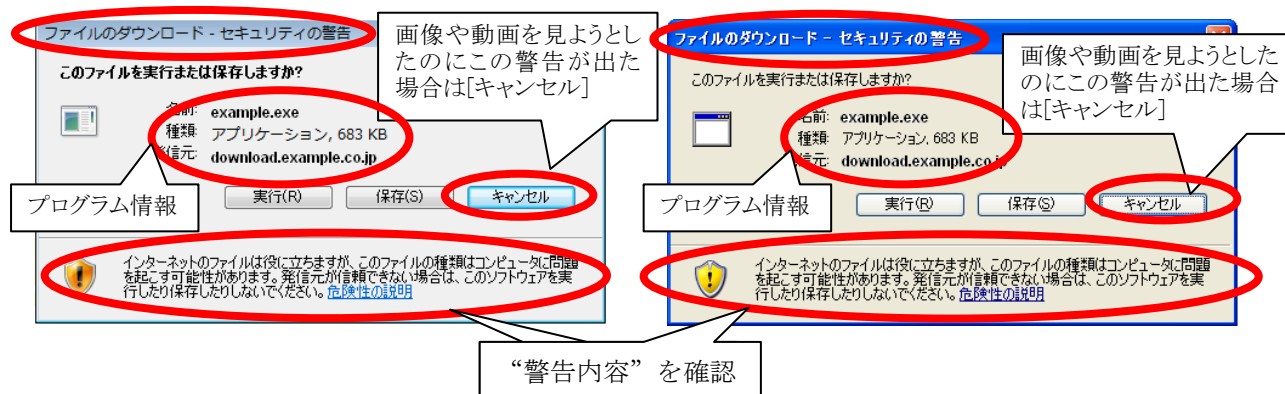 ファイルのダウンロード - セキュリティの警告
画像や動画を見ようとし
たのにこの警告が出た
場合は[キャンセル]
このファイルを実行または保存しますか?
名前: example.exe
種類: アプリケーション, 683 KB
発信元: download.example.co.jp
プログラム情報
実行(R) 保存(S) キャンセル
インターネットのファイルは役に立ちますが、このファイルの種類はコンピュータに問題
を起こす可能性があります。発信元が信頼できない場合は、このソフトウェアを実
行したり保存したりしないでください。危険性の説明
ファイルのダウンロード - セキュリティの警告
画像や動画を見ようとした
のにこの警告が出た場合
は[キャンセル]
このファイルを実行または保存しますか?
名前: example.exe
種類: アプリケーション, 683 KB
発信元: download.example.co.jp
プログラム情報
実行(R) 保存(S) キャンセル
インターネットのファイルは役に立ちますが、このファイルの種類はコンピュータに問題
を起こす可能性があります。発信元が信頼できない場合は、このソフトウェアを実
行したり保存したりしないでください。危険性の説明
“警告内容” を確認